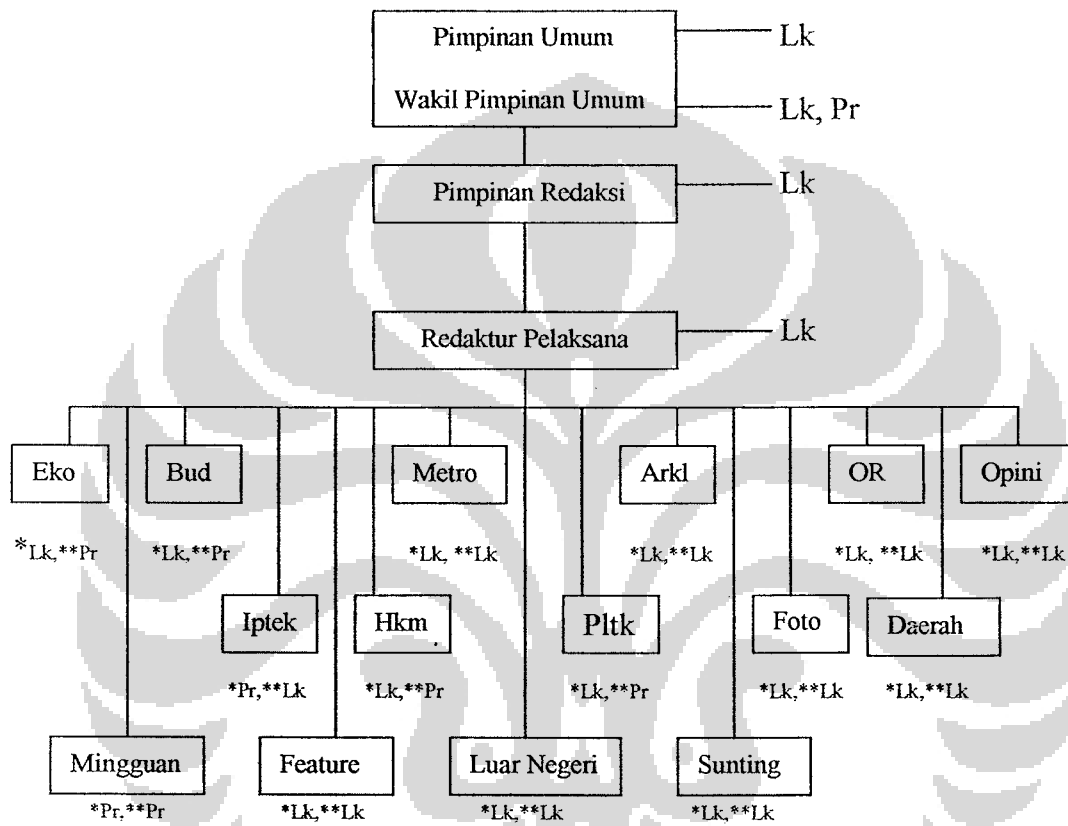 Pimpinan Umum Lk
Wakil Pimpinan Umum Lk, Pr
Pimpinan Redaksi Lk
Redaktur Pelaksana Lk
Eko Bud Metro Arkl OR Opini
*Lk,**Pr *Lk,**Pr *Lk, **Lk *Lk,**Lk *Lk, **Lk *Lk,**Lk
Iptek Hkm Pltk Foto Daerah
*Pr,**Lk *Lk,**Pr *Lk,**Pr *Lk,**Lk *Lk,**Lk
Mingguan Feature Luar Negeri Sunting
*Pr,**Pr *Lk,**Lk *Lk,**Lk *Lk,**Lk